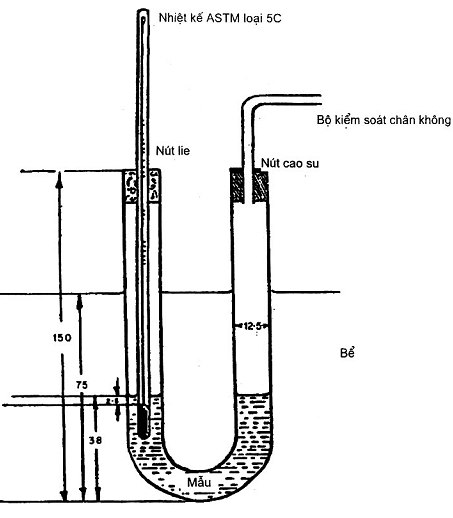 Nhiệt kế ASTM loại 5C
Bộ kiểm soát chân không
Nút lie
Nút cao su
12·5
150
Bể
75
38
Mẫu